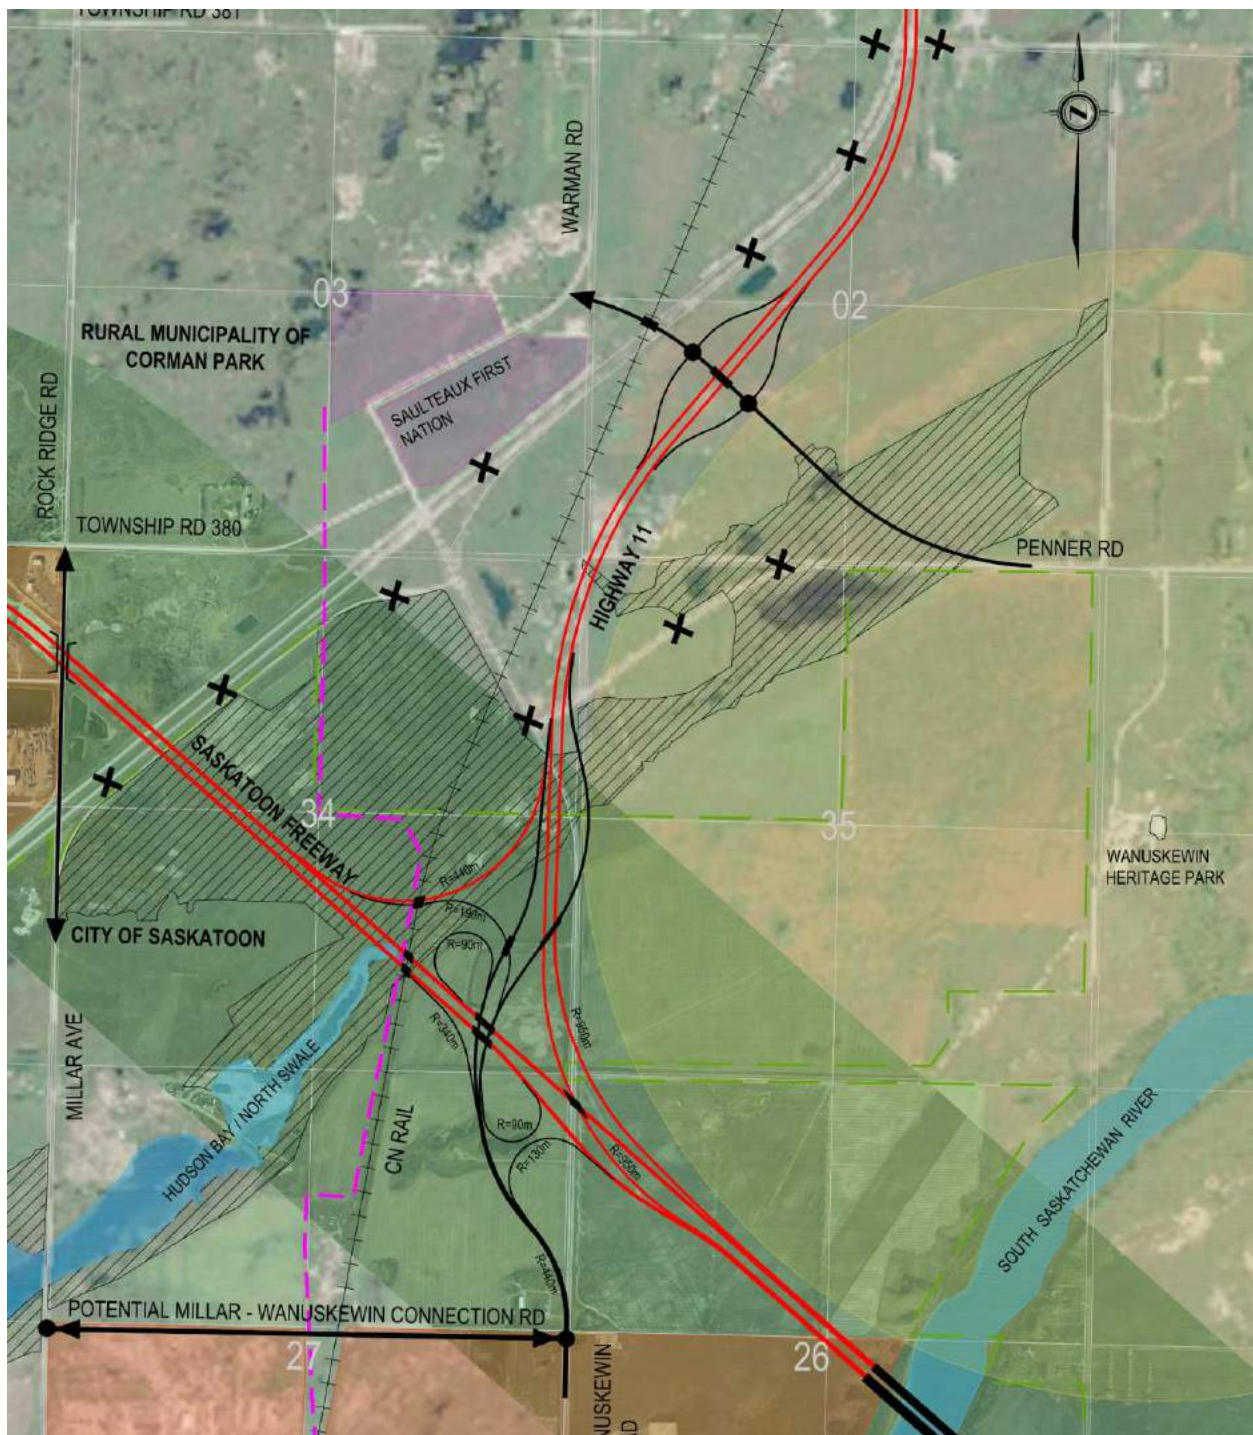 TOWNSHIP RD 381
WARMAN RD
N
03
02
RURAL MUNICIPALITY OF
CORMAN PARK
SAULTEAUX FIRST
NATION
ROCK RIDGE RD
TOWNSHIP RD 380
HIGHWAY 11
PENNER RD
SASKATOON FREEWAY
34
35
WANUSKEWIN
HERITAGE PARK
R=440m
R=190m
R=90m
CITY OF SASKATOON
R=340m
R=950m
MILLAR AVE
HUDSON BAY / NORTH SWALE
CN RAIL
R=90m
R=130m
R=950m
SOUTH SASKATCHEWAN RIVER
R=440m
POTENTIAL MILLAR - WANUSKEWIN CONNECTION RD
27
26
NUSKEWIN